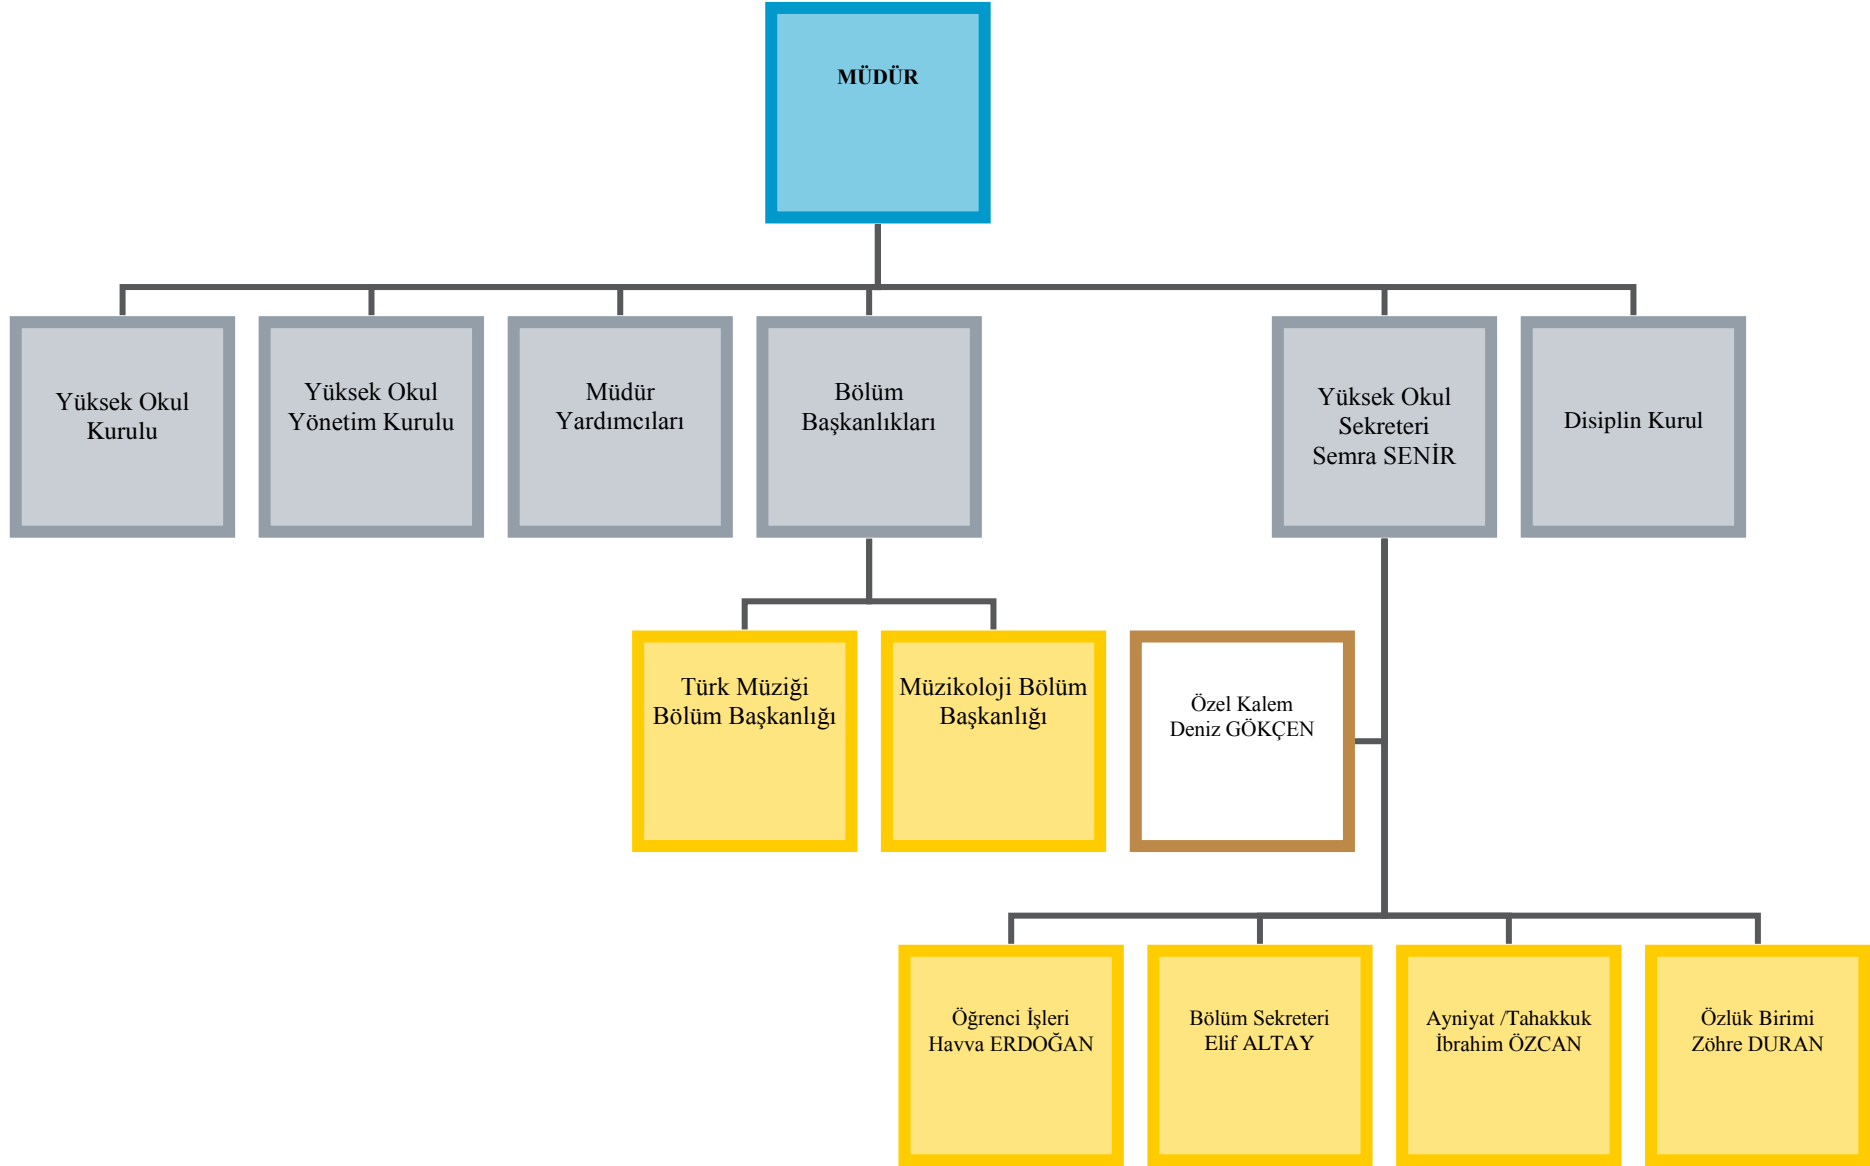 MÜDÜR
Yüksek Okul
Kurulu
Yüksek Okul
Yönetim Kurulu
Müdür
Yardımcıları
Bölüm
Başkanlıkları
Yüksek Okul
Sekreteri
Semra SENİR
Disiplin Kurul
Türk Müziği
Bölüm Başkanlığı
Müzikoloji Bölüm
Başkanlığı
Özel Kalem
Deniz GÖKÇEN
Öğrenci İşleri
Havva ERDOĞAN
Bölüm Sekreteri
Elif ALTAY
Ayniyat /Tahakkuk
İbrahim ÖZCAN
Özlük Birimi
Zöhre DURAN